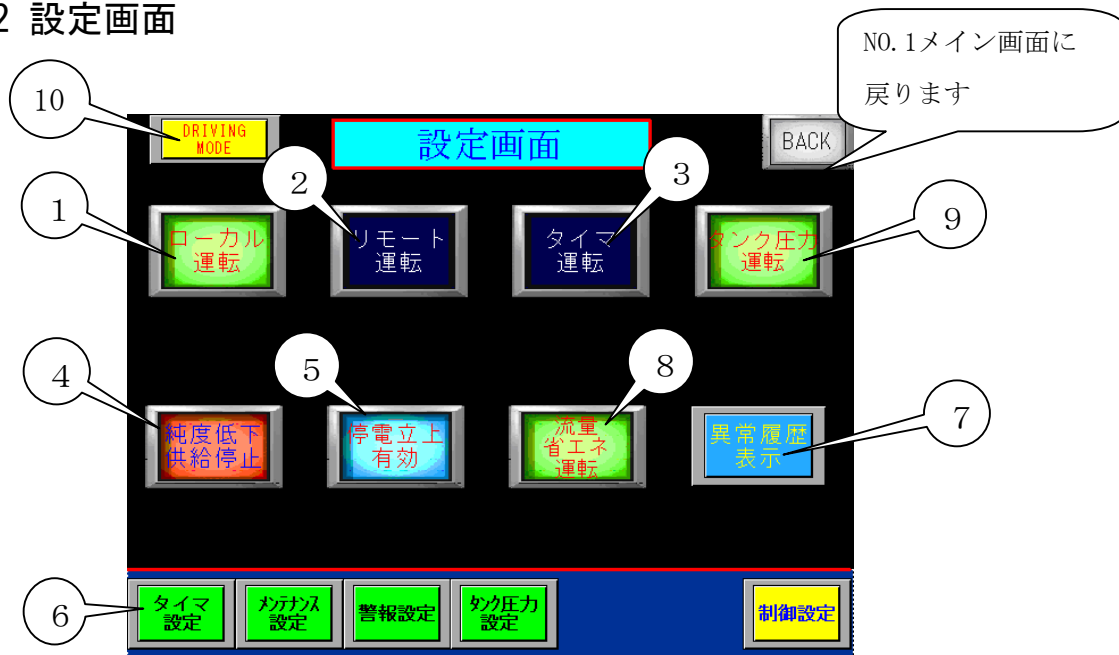 2 設定画面
NO.1メイン画面に
戻ります
10
DRIVING
MODE
設定画面
BACK
1
2
3
9
ローカル
運転
リモート
運転
タイマ
運転
タンク圧力
運転
4
5
8
7
純度低下
供給停止
停電立上
有効
流量
省エネ
運転
異常履歴
表示
6
タイマ
設定
メンテナンス
設定
警報設定
タンク圧力
設定
制御設定